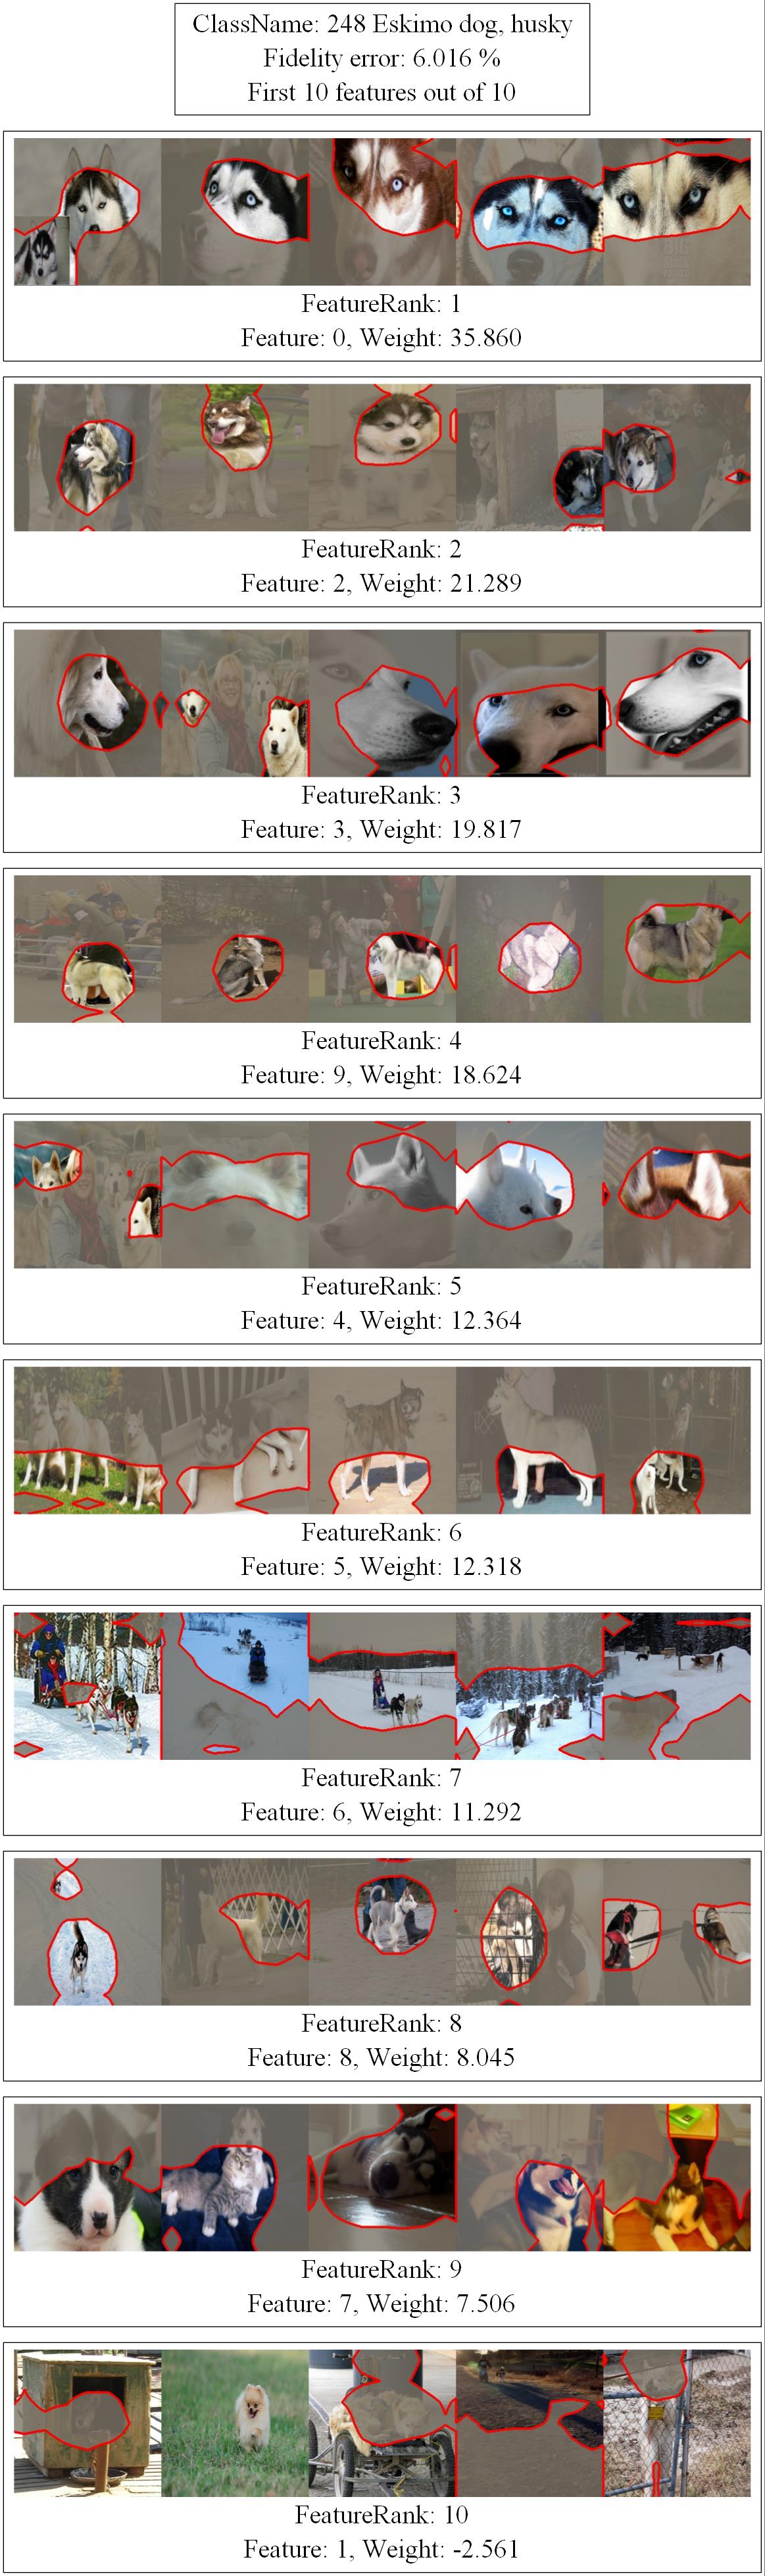 ClassName: 248 Eskimo dog, husky
Fidelity error: 6.016 %
First 10 features out of 10
FeatureRank: 1
Feature: 0, Weight: 35.860
FeatureRank: 2
Feature: 2, Weight: 21.289
FeatureRank: 3
Feature: 3, Weight: 19.817
FeatureRank: 4
Feature: 9, Weight: 18.624
FeatureRank: 5
Feature: 4, Weight: 12.364
FeatureRank: 6
Feature: 5, Weight: 12.318
FeatureRank: 7
Feature: 6, Weight: 11.292
FeatureRank: 8
Feature: 8, Weight: 8.045
FeatureRank: 9
Feature: 7, Weight: 7.506
FeatureRank: 10
Feature: 1, Weight: -2.561